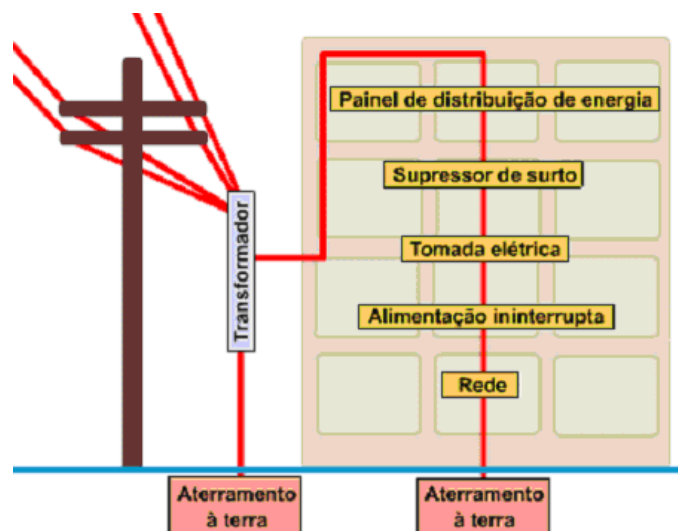 Painel de distribuição de energia
Supressor de surto
Transformador
Tomada elétrica
Alimentação ininterrupta
Rede
Aterramento
à terra
Aterramento
à terra